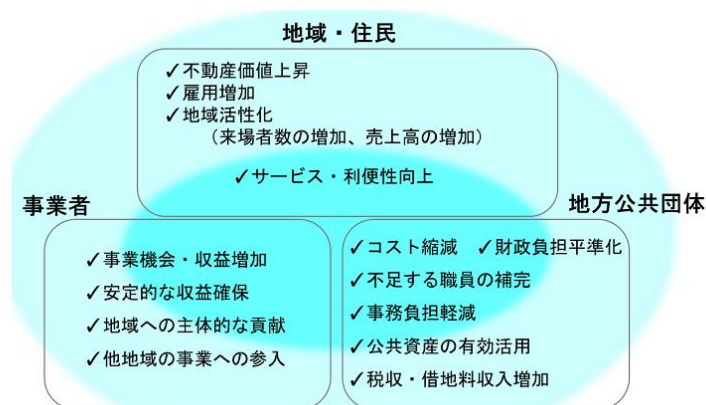 地域・住民
✓不動産価値上昇
✓雇用増加
✓地域活性化
（来場者数の増加、売上高の増加）
✓サービス・利便性向上
事業者
✓事業機会・収益増加
✓安定的な収益確保
✓地域への主体的な貢献
✓他地域の事業への参入
地方公共団体
✓コスト縮減　✓財政負担平準化
✓不足する職員の補完
✓事務負担軽減
✓公共資産の有効活用
✓税収・借地料収入増加